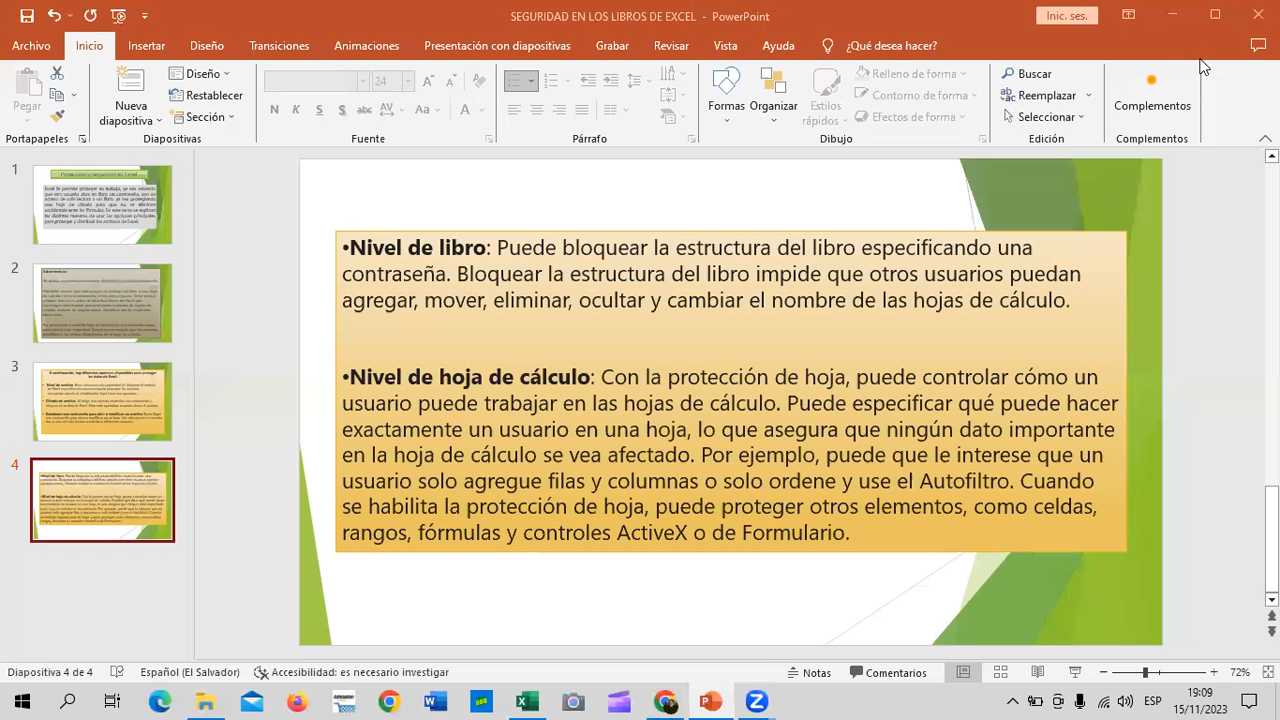 SEGURIDAD EN LOS LIBROS DE EXCEL - PowerPoint
Inic. ses.
Archivo Inicio Insertar Diseño Transiciones Animaciones Presentación con diapositivas Grabar Revisar Vista Ayuda ¿Qué desea hacer?
Pegar
Portapapeles
Nueva diapositiva
Diseño
Restablecer
Sección
Diapositivas
24
N K S S abc AV Aa A
Fuente
Párrafo
Formas
Organizar
Estilos rápidos
Relleno de forma
Contorno de forma
Efectos de forma
Dibujo
Buscar
Reemplazar
Seleccionar
Edición
Complementos
Complementos
1
2
3
4
•Nivel de libro: Puede bloquear la estructura del libro especificando una
contraseña. Bloquear la estructura del libro impide que otros usuarios puedan
agregar, mover, eliminar, ocultar y cambiar el nombre de las hojas de cálculo.
•Nivel de hoja de cálculo: Con la protección de hoja, puede controlar cómo un
usuario puede trabajar en las hojas de cálculo. Puede especificar qué puede hacer
exactamente un usuario en una hoja, lo que asegura que ningún dato importante
en la hoja de cálculo se vea afectado. Por ejemplo, puede que le interese que un
usuario solo agregue filas y columnas o solo ordene y use el Autofiltro. Cuando
se habilita la protección de hoja, puede proteger otros elementos, como celdas,
rangos, fórmulas y controles ActiveX o de Formulario.
Diapositiva 4 de 4 Español (El Salvador) Accesibilidad: es necesario investigar Notas Comentarios 72%
ESP
19:09
15/11/2023